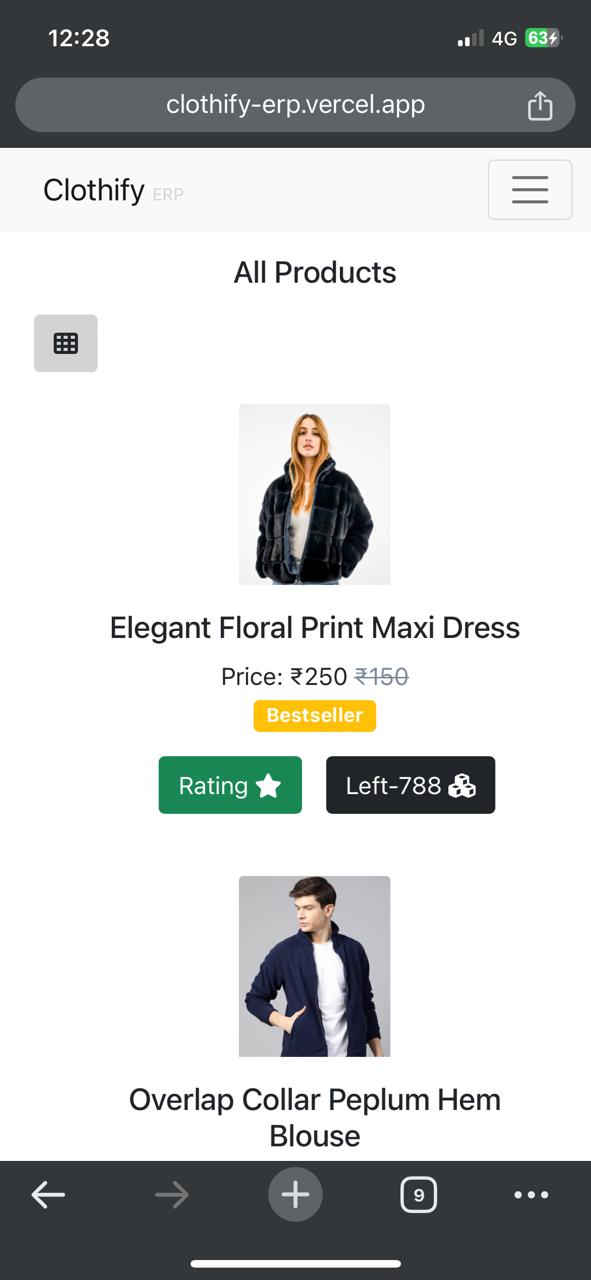 12:28
4G 63
clothify-erp.vercel.app
Clothify ERP
All Products
Elegant Floral Print Maxi Dress
Price: ₹250 ₹150
Bestseller
Rating
Left-788
Overlap Collar Peplum Hem
Blouse
9